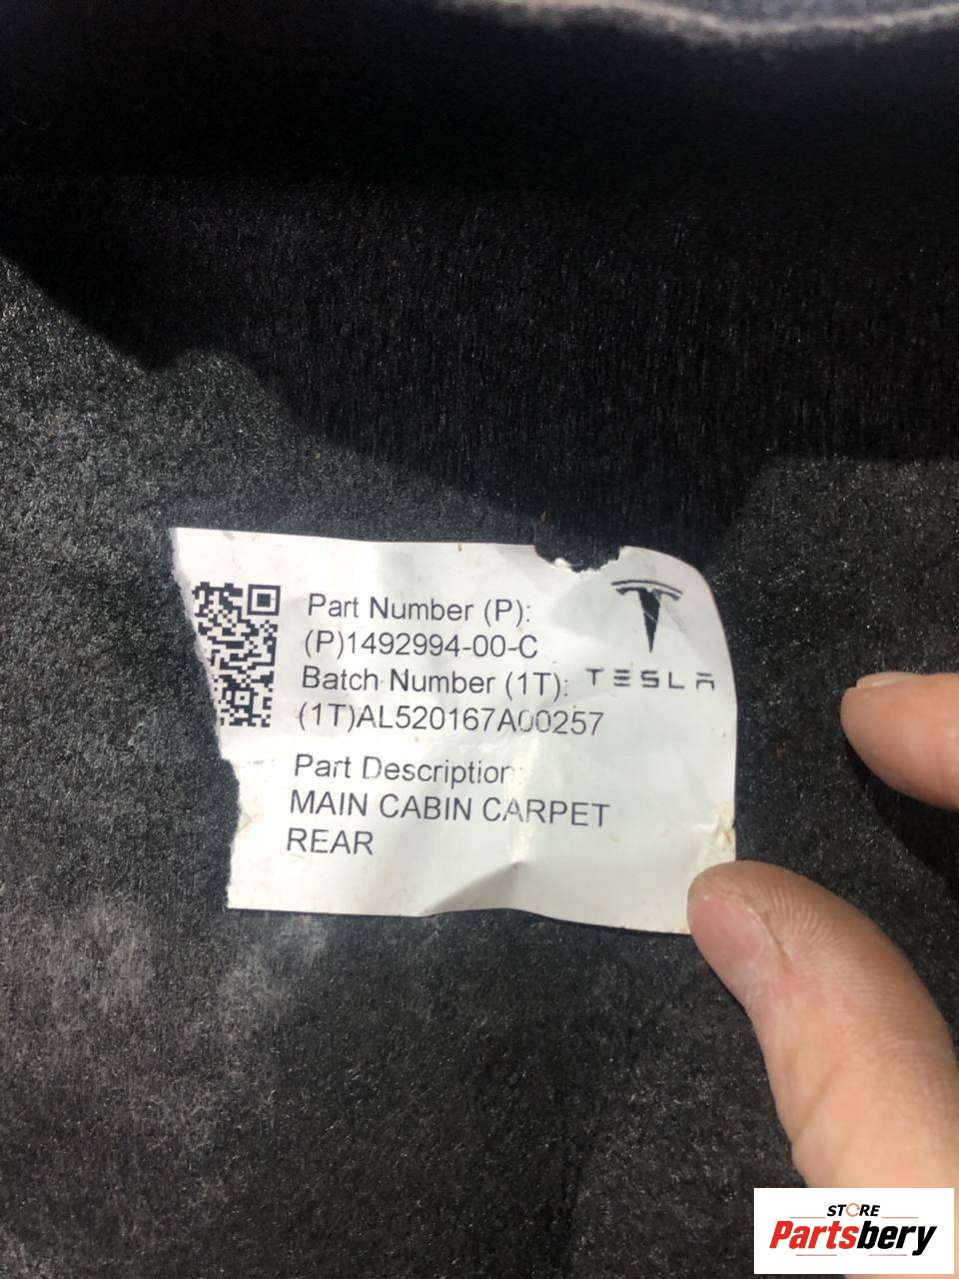 Part Number (P):
(P)1492994-00-C
Batch Number (1T):
TESLA
(1T)AL520167A00257
Part Description:
MAIN CABIN CARPET
REAR
STORE
Partsbery